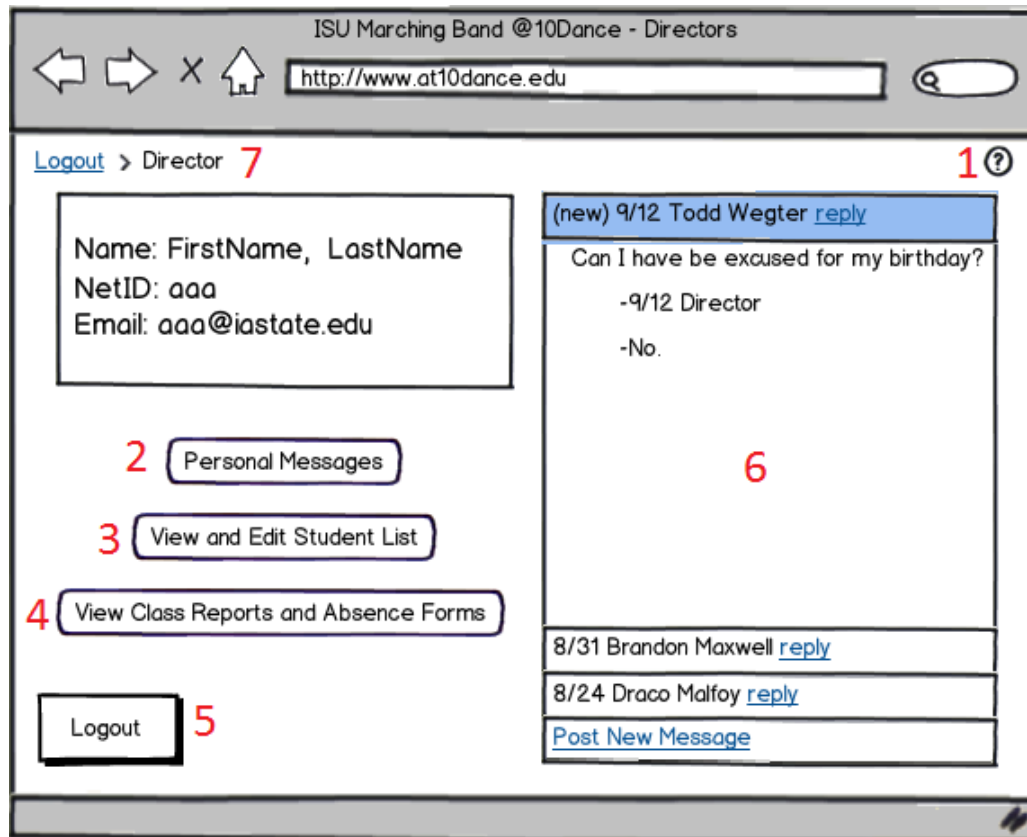 ISU Marching Band @10Dance - Directors
http://www.at10dance.edu
Logout > Director 7
1 ?
Name: FirstName, LastName
NetID: aaa
Email: aaa@iastate.edu
2 Personal Messages
3 View and Edit Student List
4 View Class Reports and Absence Forms
Logout 5
(new) 9/12 Todd Wegter reply
Can I have be excused for my birthday?
-9/12 Director
-No.
6
8/31 Brandon Maxwell reply
8/24 Draco Malfoy reply
Post New Message